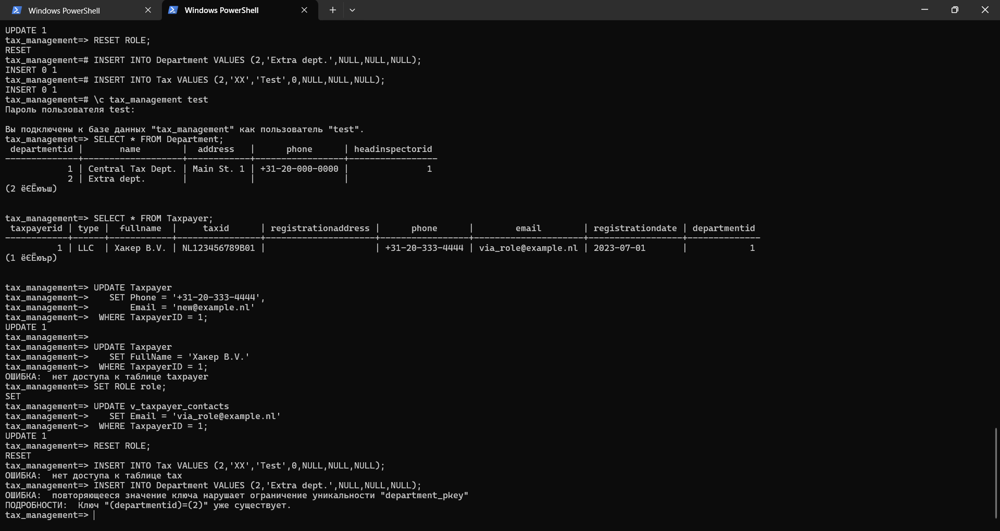 Windows PowerShell
Windows PowerShell
UPDATE 1
tax_management=> RESET ROLE;
RESET
tax_management=# INSERT INTO Department VALUES (2,'Extra dept.',NULL,NULL,NULL);
INSERT 0 1
tax_management=# INSERT INTO Tax VALUES (2,'XX','Test',0,NULL,NULL,NULL);
INSERT 0 1
tax_management=# \c tax_management test
Пароль пользователя test:
Вы подключены к базе данных "tax_management" как пользователь "test".
tax_management=> SELECT * FROM Department;
departmentid | name | address | phone | headinspectorid
--------------+-------------------+------------+-----------------+-----------------
1 | Central Tax Dept. | Main St. 1 | +31-20-000-0000 | 1
2 | Extra dept. | | |
(2 ёЄЁюъш)
tax_management=> SELECT * FROM Taxpayer;
taxpayerid | type | fullname | taxid | registrationaddress | phone | email | registrationdate | departmentid
------------+------+------------+----------------+---------------------+-----------------+---------------------+------------------+--------------
1 | LLC | Хакер B.V. | NL123456789B01 | | +31-20-333-4444 | via_role@example.nl | 2023-07-01 | 1
(1 ёЄЁюър)
tax_management=> UPDATE Taxpayer
tax_management-> SET Phone = '+31-20-333-4444',
tax_management-> Email = 'new@example.nl'
tax_management-> WHERE TaxpayerID = 1;
UPDATE 1
tax_management=>
tax_management=> UPDATE Taxpayer
tax_management-> SET FullName = 'Хакер B.V.'
tax_management-> WHERE TaxpayerID = 1;
ОШИБКА: нет доступа к таблице taxpayer
tax_management=> SET ROLE role;
SET
tax_management=> UPDATE v_taxpayer_contacts
tax_management-> SET Email = 'via_role@example.nl'
tax_management-> WHERE TaxpayerID = 1;
UPDATE 1
tax_management=> RESET ROLE;
RESET
tax_management=> INSERT INTO Tax VALUES (2,'XX','Test',0,NULL,NULL,NULL);
ОШИБКА: нет доступа к таблице tax
tax_management=> INSERT INTO Department VALUES (2,'Extra dept.',NULL,NULL,NULL);
ОШИБКА: повторяющееся значение ключа нарушает ограничение уникальности "department_pkey"
ПОДРОБНОСТИ: Ключ "(departmentid)=(2)" уже существует.
tax_management=>